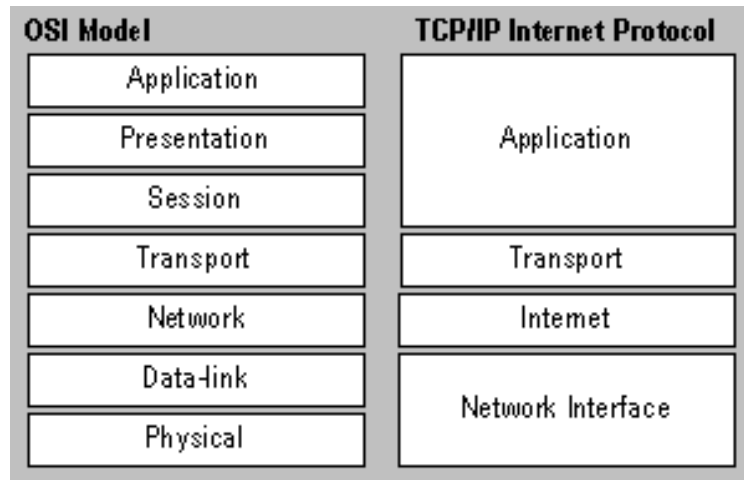 OSI Model
Application
Presentation
Session
Transport
Network
Data-link
Physical
TCP/IP Internet Protocol
Application
Transport
Internet
Network Interface